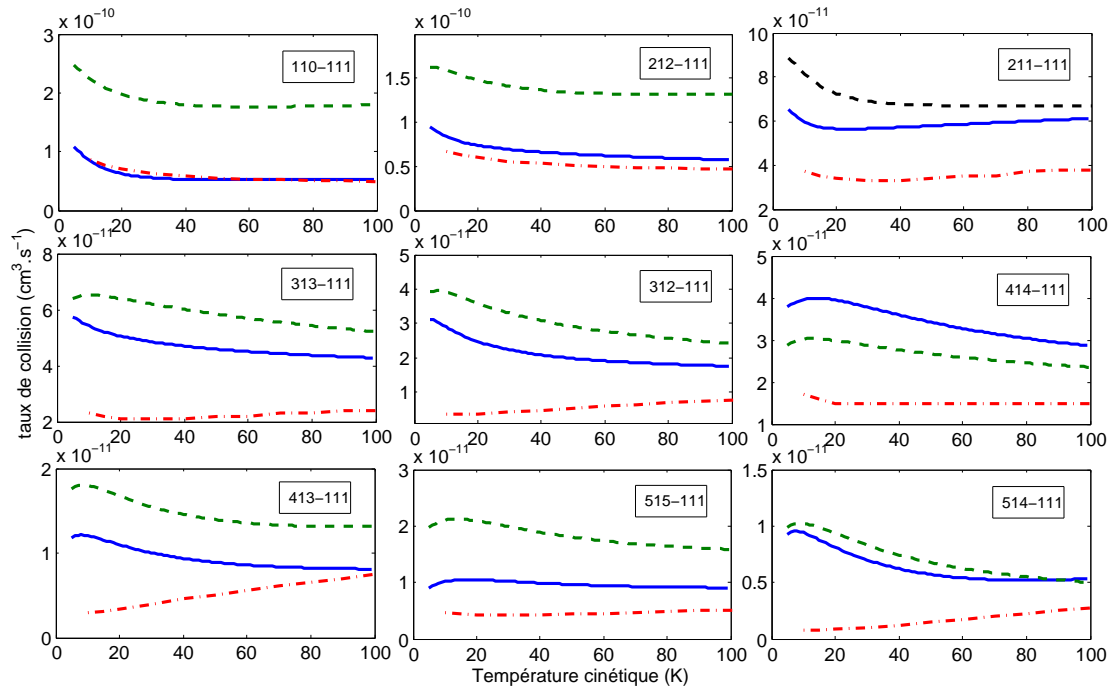 x 10⁻¹⁰
x 10⁻¹⁰
x 10⁻¹¹
3
2
1
0
110−111
0 20 40 60 80 100
1.5
1
0.5
0
212−111
0 20 40 60 80 100
10
8
6
4
2
211−111
0 20 40 60 80 100
x 10⁻¹¹
x 10⁻¹¹
x 10⁻¹¹
8
6
4
2
313−111
0 20 40 60 80 100
5
4
3
2
1
312−111
0 20 40 60 80 100
5
4
3
2
1
414−111
0 20 40 60 80 100
x 10⁻¹¹
x 10⁻¹¹
x 10⁻¹¹
2
1
0
413−111
0 20 40 60 80 100
3
2
1
0
515−111
0 20 40 60 80 100
1.5
1
0.5
0
514−111
0 20 40 60 80 100
taux de collision (cm³.s⁻¹)
Température cinétique (K)